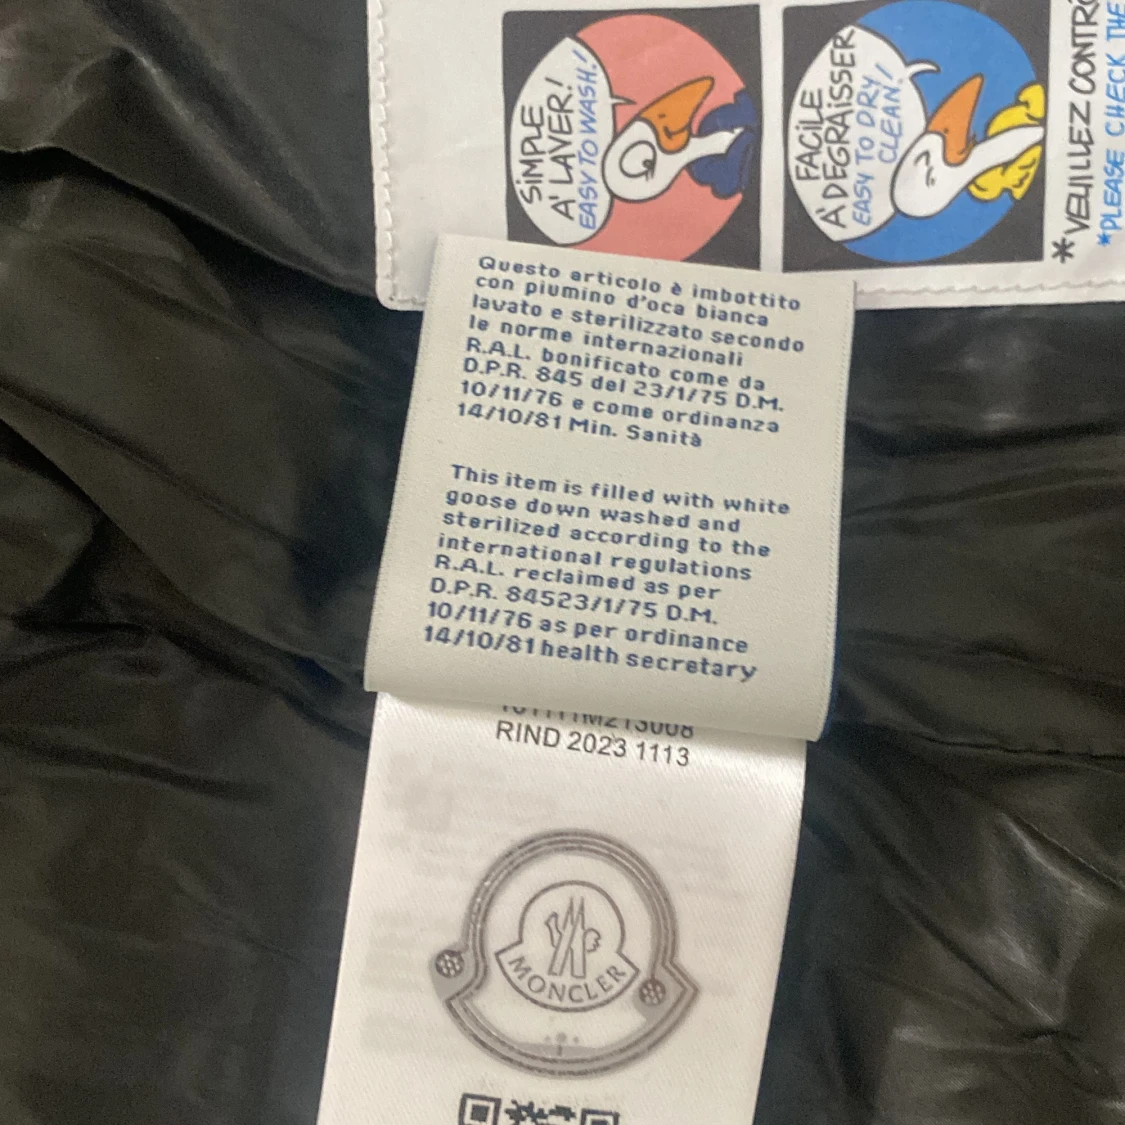 SiMPLE
A' LAVER!
EASY TO WASH!
FACiLE
A' DEGRAiSSER
EASY TO DRY
CLEAN!
*VEUILLEZ CONTRÔ
*PLEASE CHECK THE
Questo articolo è imbottito
con piumino d'oca bianca
lavato e sterilizzato secondo
le norme internazionali
R.A.L. bonificato come da
D.P.R. 845 del 23/1/75 D.M.
10/11/76 e come ordinanza
14/10/81 Min. Sanità
This item is filled with white
goose down washed and
sterilized according to the
international regulations
R.A.L. reclaimed as per
D.P.R. 84523/1/75 D.M.
10/11/76 as per ordinance
14/10/81 health secretary
RIND 2023 1113
MONCLER